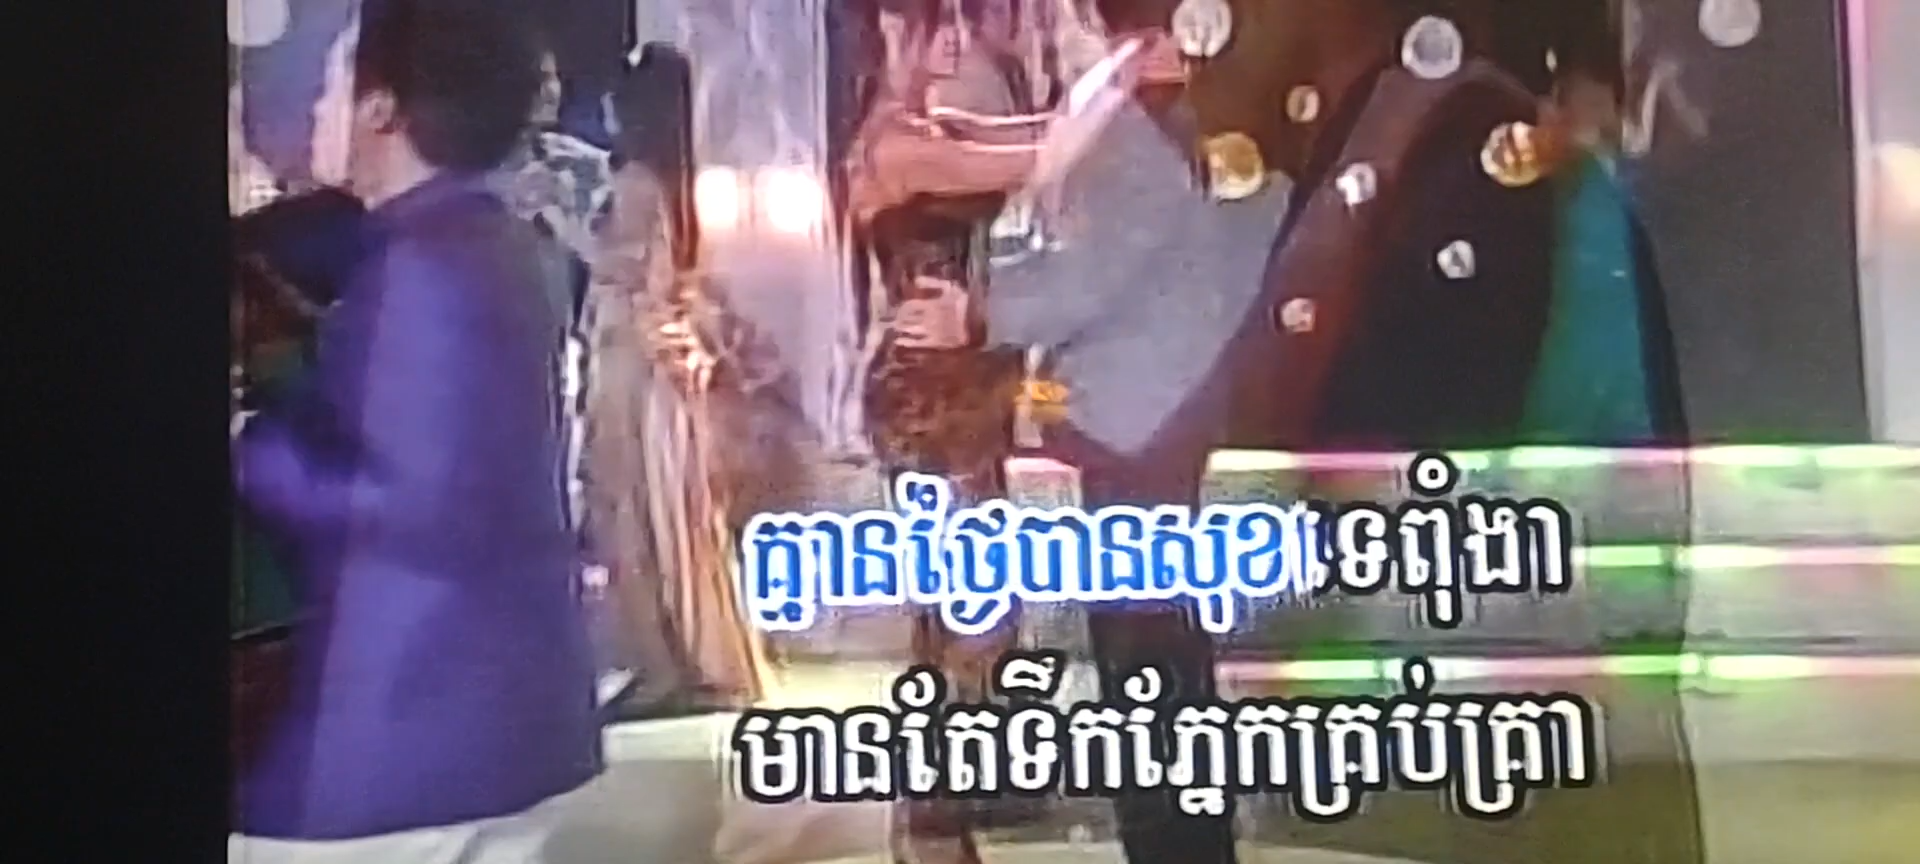 គ្មានថ្ងៃបានសុខទេពុំងា
មានតែទឹកភ្នែកគ្រប់គ្រា